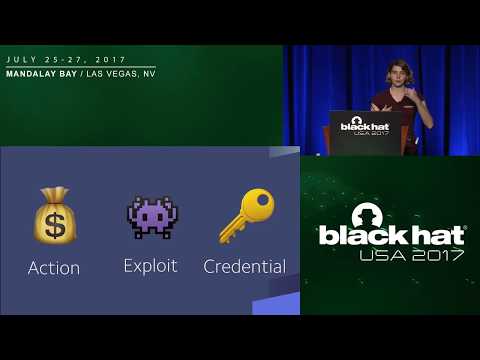 JULY 25-27, 2017
MANDALAY BAY / LAS VEGAS, NV
black hat
USA 2017
$
Action
Exploit
Credential
black hat®
USA 2017